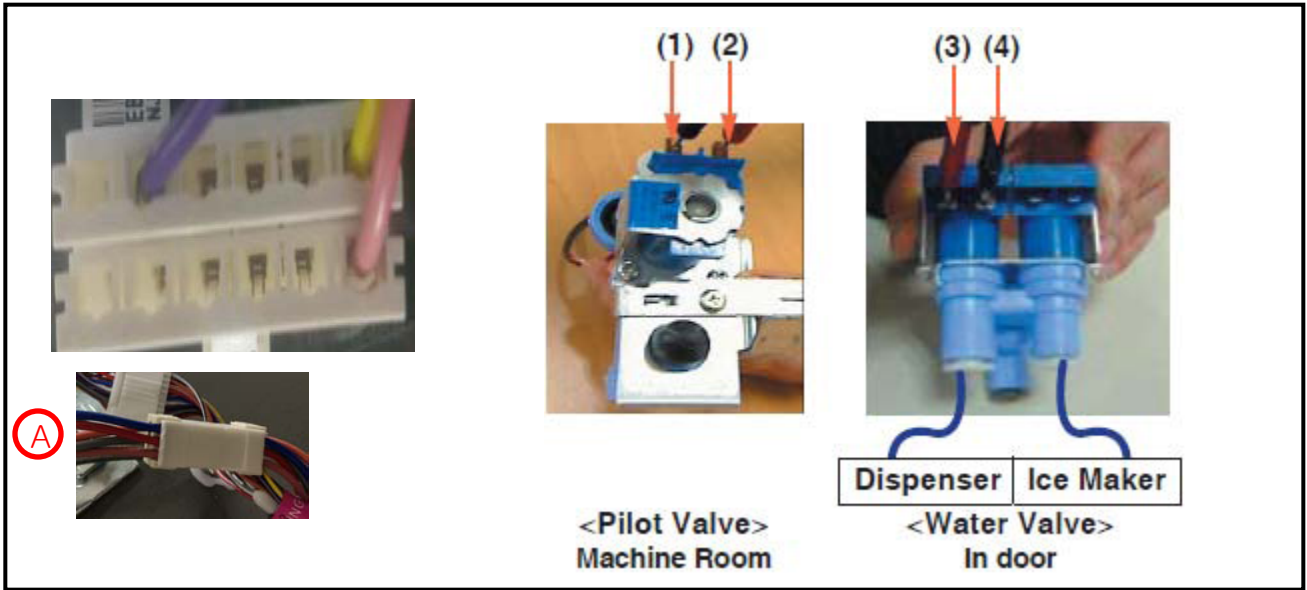 (1) (2)
(3) (4)
A
Dispenser
Ice Maker
<Pilot Valve>
Machine Room
<Water Valve>
In door